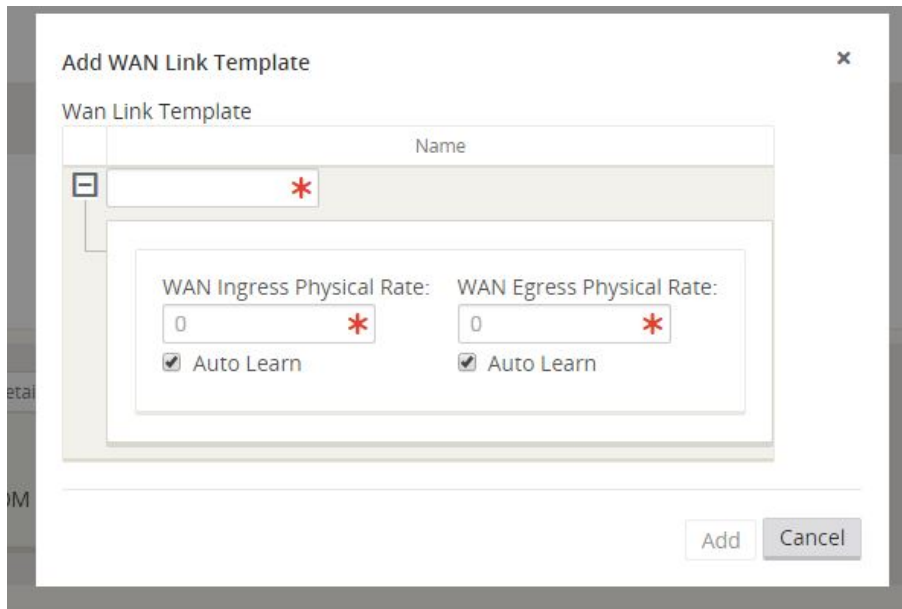 Add WAN Link Template ×
Wan Link Template
Name
*
WAN Ingress Physical Rate: WAN Egress Physical Rate:
0 * 0 *
Auto Learn Auto Learn
Add Cancel